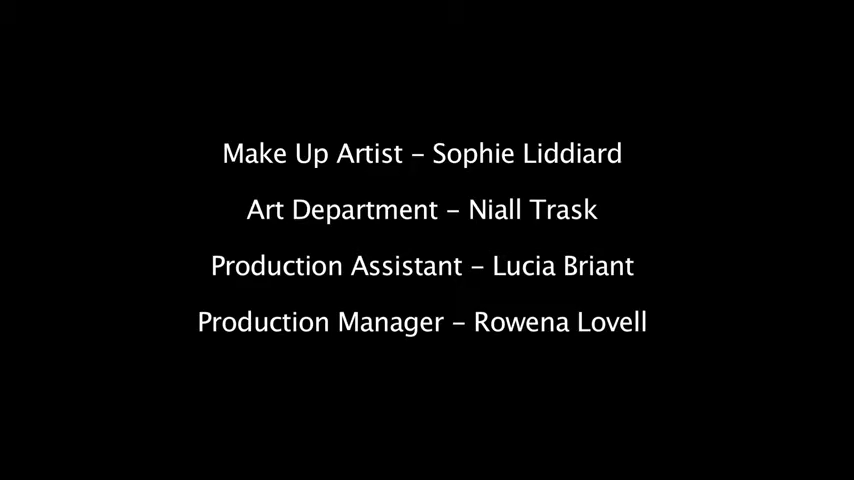 Make Up Artist – Sophie Liddiard
Art Department – Niall Trask
Production Assistant – Lucia Briant
Production Manager – Rowena Lovell